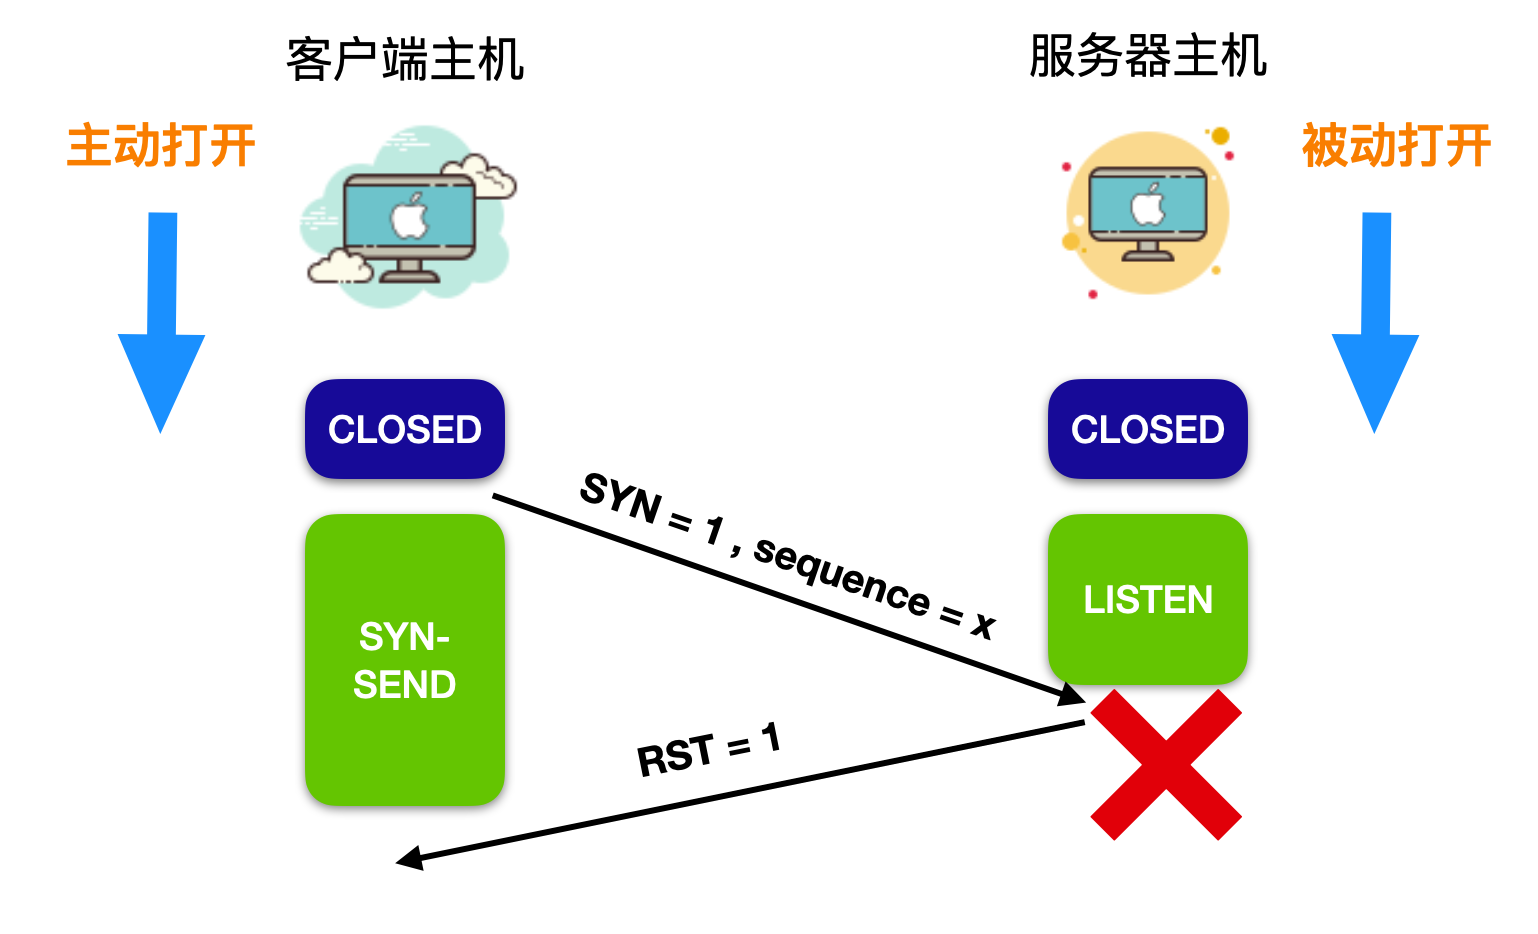 客户端主机
服务器主机
主动打开
被动打开
CLOSED
CLOSED
SYN = 1 , sequence = x
LISTEN
SYN-
SEND
RST = 1